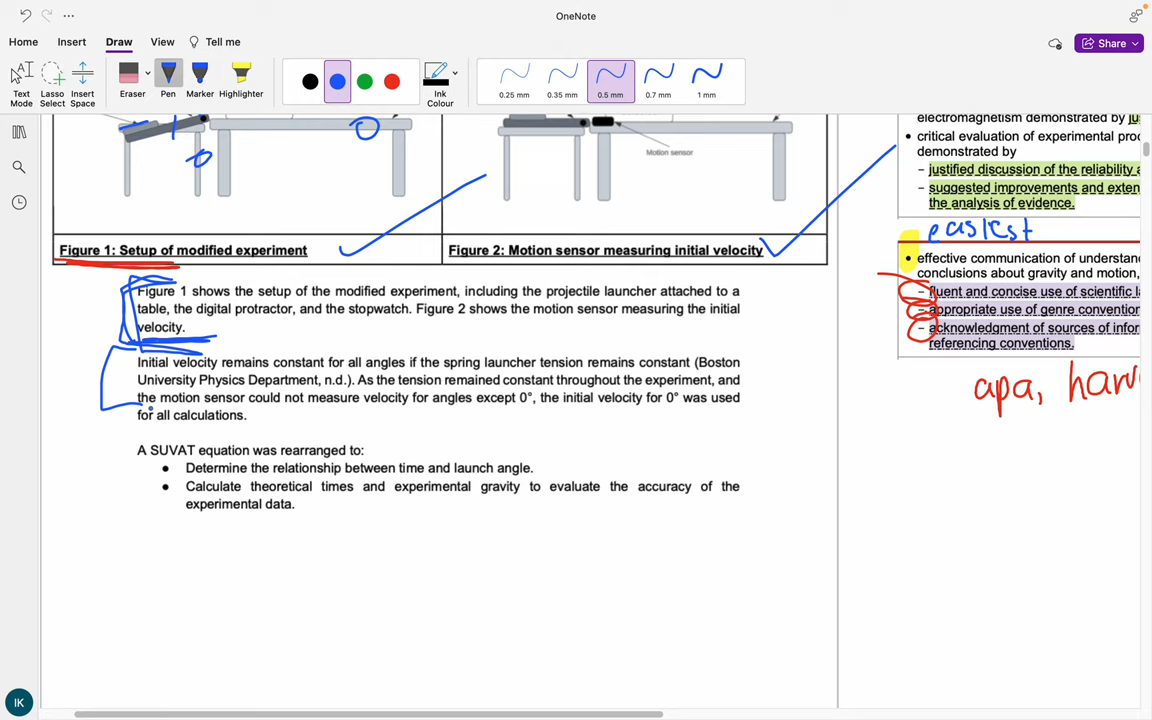 OneNote
Home Insert Draw View Tell me
Share
Text Mode
Lasso Select
Insert Space
Eraser
Pen
Marker
Highlighter
Ink Colour
0.25 mm
0.35 mm
0.5 mm
0.7 mm
1 mm
Motion sensor
Figure 1: Setup of modified experiment
Figure 2: Motion sensor measuring initial velocity
Figure 1 shows the setup of the modified experiment, including the projectile launcher attached to a
table, the digital protractor, and the stopwatch. Figure 2 shows the motion sensor measuring the initial
velocity.
Initial velocity remains constant for all angles if the spring launcher tension remains constant (Boston
University Physics Department, n.d.). As the tension remained constant throughout the experiment, and
the motion sensor could not measure velocity for angles except 0°, the initial velocity for 0° was used
for all calculations.
A SUVAT equation was rearranged to:
Determine the relationship between time and launch angle.
Calculate theoretical times and experimental gravity to evaluate the accuracy of the
experimental data.
electromagnetism demonstrated by
critical evaluation of experimental
demonstrated by
– justified discussion of the reliability
– suggested improvements and
the analysis of evidence.
easiest
effective communication of
conclusions about gravity and motion,
– fluent and concise use of scientific
– appropriate use of genre
– acknowledgment of sources of
referencing conventions.
apa,
IK